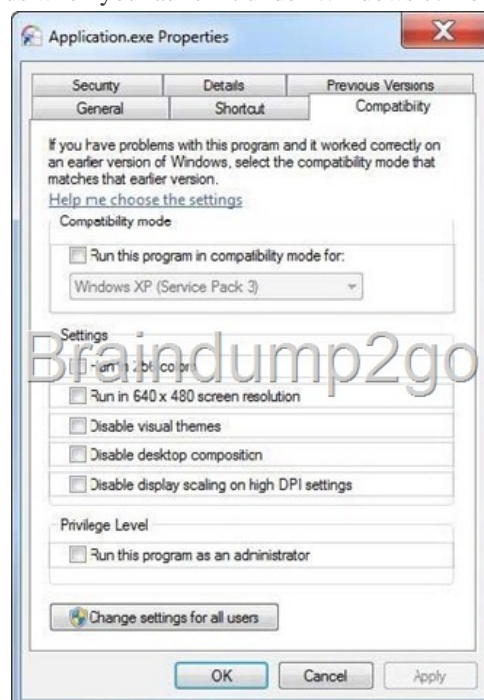 Application.exe Properties
Security Details Previous Versions
General Shortcut Compatibility
If you have problems with this program and it worked correctly on
an earlier version of Windows, select the compatibility mode that
matches that earlier version.
Help me choose the settings
Compatibility mode
Run this program in compatibility mode for:
Windows XP (Service Pack 3)
Settings
Braindump2go
Run in 256 colors
Run in 640 x 480 screen resolution
Disable visual themes
Disable desktop composition
Disable display scaling on high DPI settings
Privilege Level
Run this program as an administrator
Change settings for all users
OK Cancel Apply